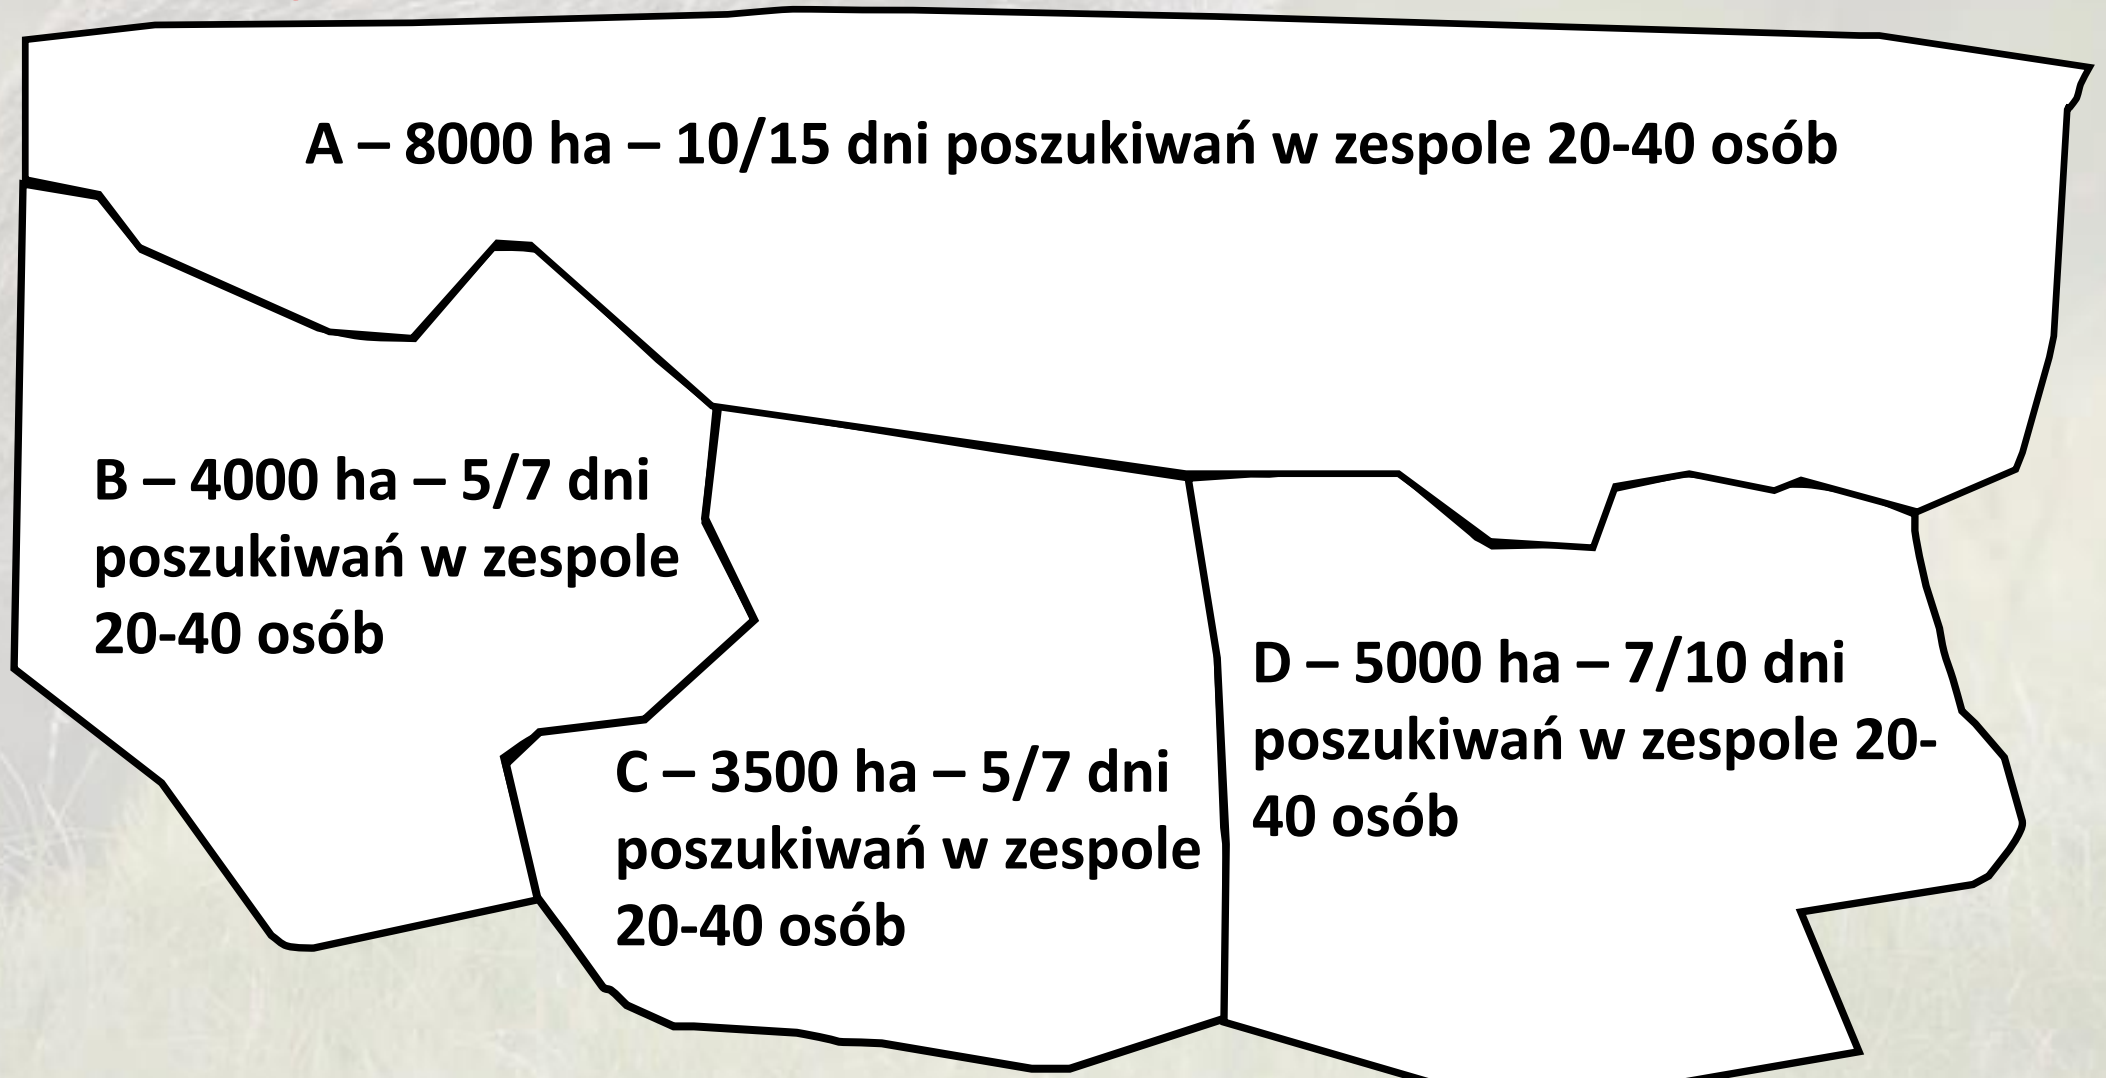 A – 8000 ha – 10/15 dni poszukiwań w zespole 20-40 osób
B – 4000 ha – 5/7 dni
poszukiwań w zespole
20-40 osób
C – 3500 ha – 5/7 dni
poszukiwań w zespole
20-40 osób
D – 5000 ha – 7/10 dni
poszukiwań w zespole 20-
40 osób